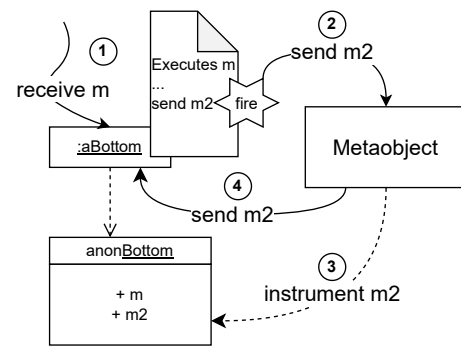 1
receive m
Executes m
...
send m2
fire
2
send m2
:aBottom
Metaobject
4
send m2
anonBottom
3
instrument m2
+ m
+ m2